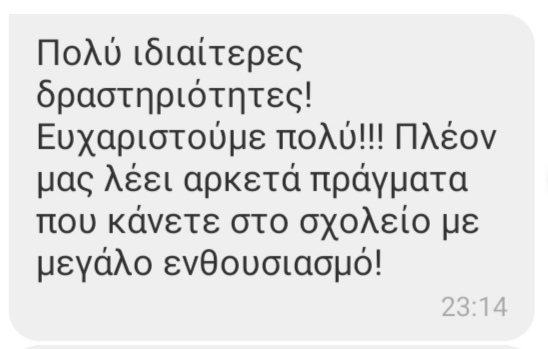 Πολύ ιδιαίτερες
δραστηριότητες!
Ευχαριστούμε πολύ!!! Πλέον
μας λέει αρκετά πράγματα
που κάνετε στο σχολείο με
μεγάλο ενθουσιασμό!
23:14